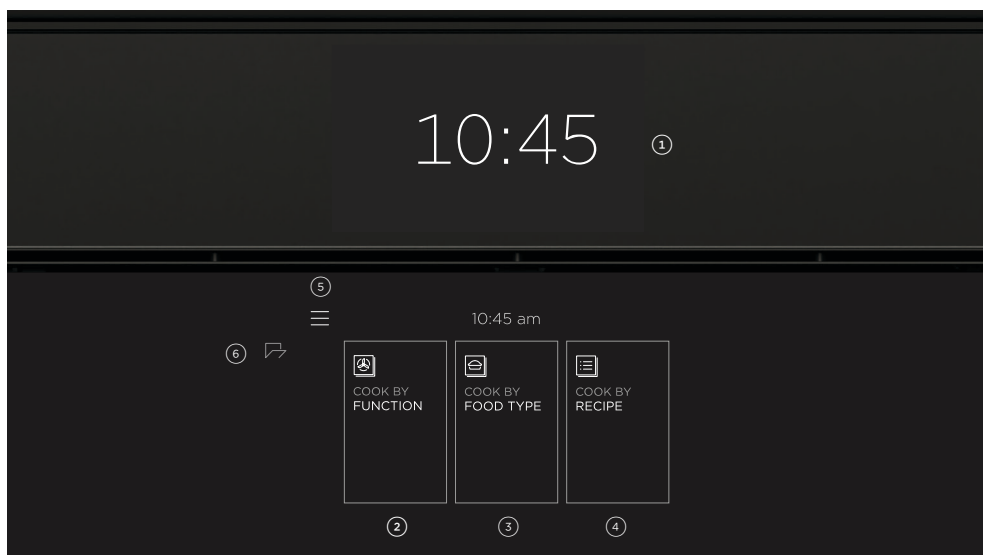 10:45
1
5
10:45 am
6
COOK BY
FUNCTION
COOK BY
FOOD TYPE
COOK BY
RECIPE
2
3
4